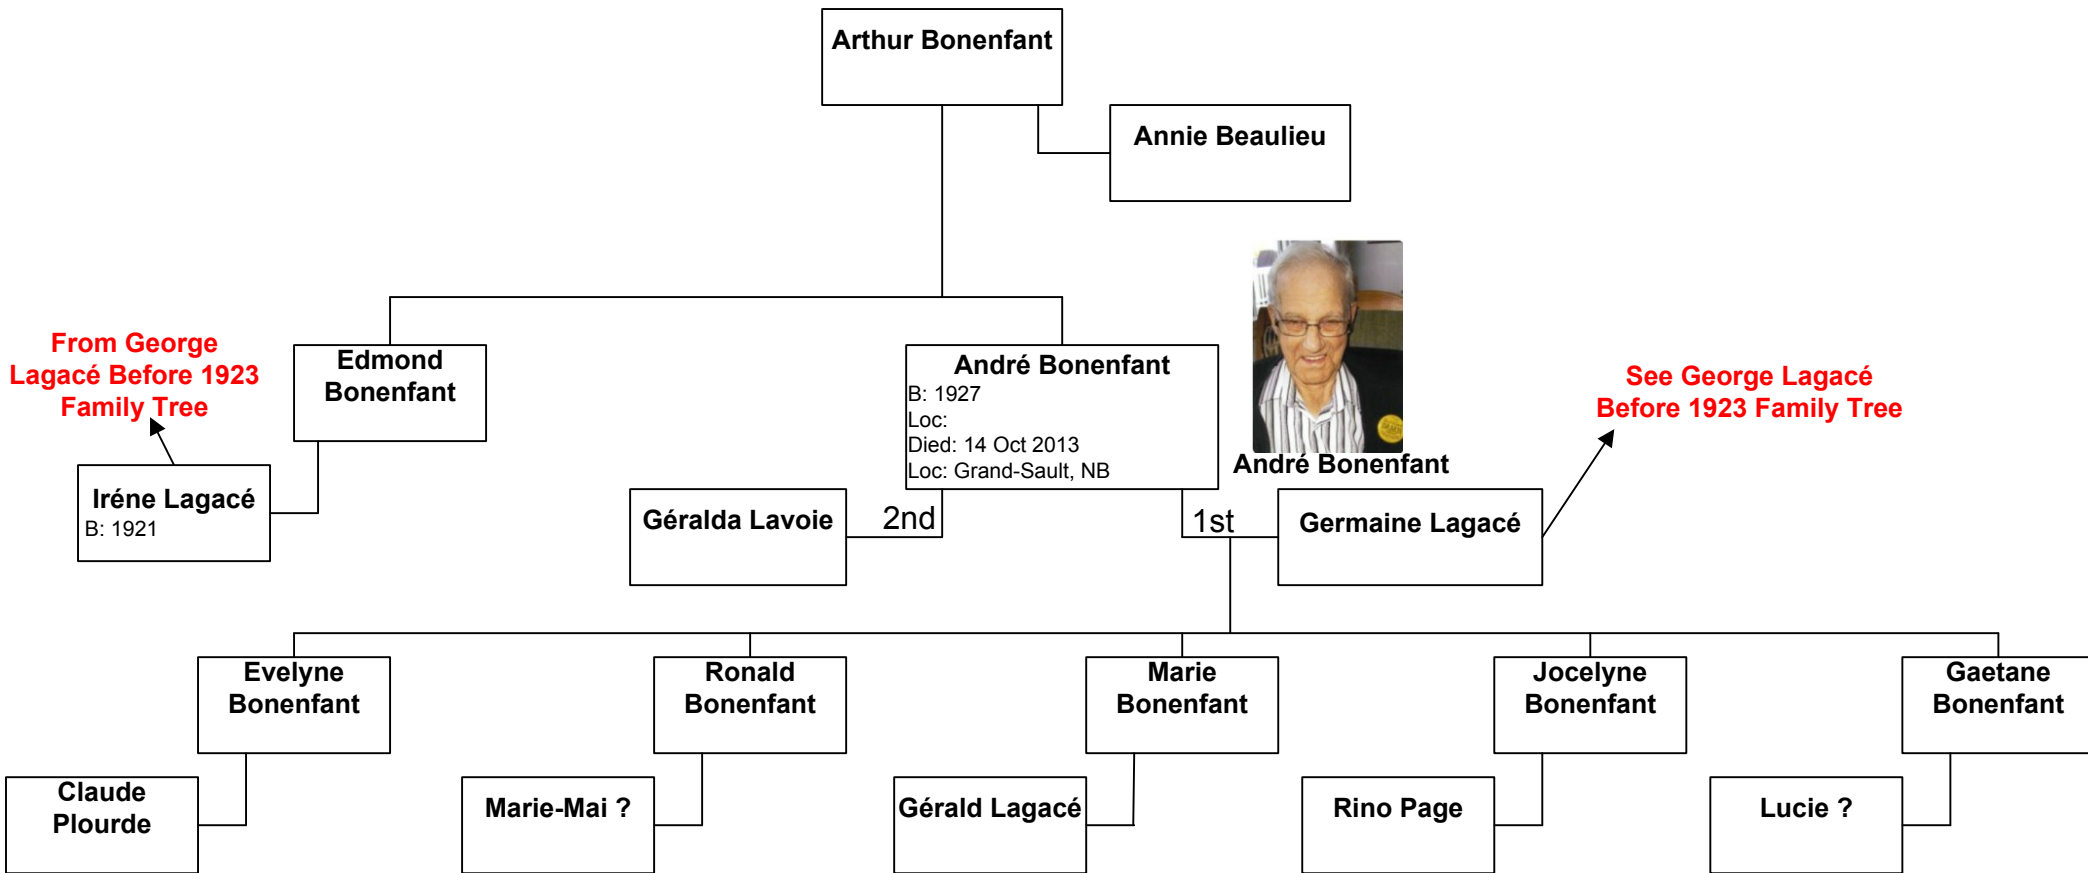 Arthur Bonenfant
Annie Beaulieu
From George
Lagacé Before 1923
Family Tree
Edmond
Bonenfant
André Bonenfant
B: 1927
Loc:
Died: 14 Oct 2013
Loc: Grand-Sault, NB
André Bonenfant
See George Lagacé
Before 1923 Family Tree
Iréne Lagacé
B: 1921
Géralda Lavoie
2nd
1st
Germaine Lagacé
Evelyne
Bonenfant
Ronald
Bonenfant
Marie
Bonenfant
Jocelyne
Bonenfant
Gaetane
Bonenfant
Claude
Plourde
Marie-Mai ?
Gérald Lagacé
Rino Page
Lucie ?